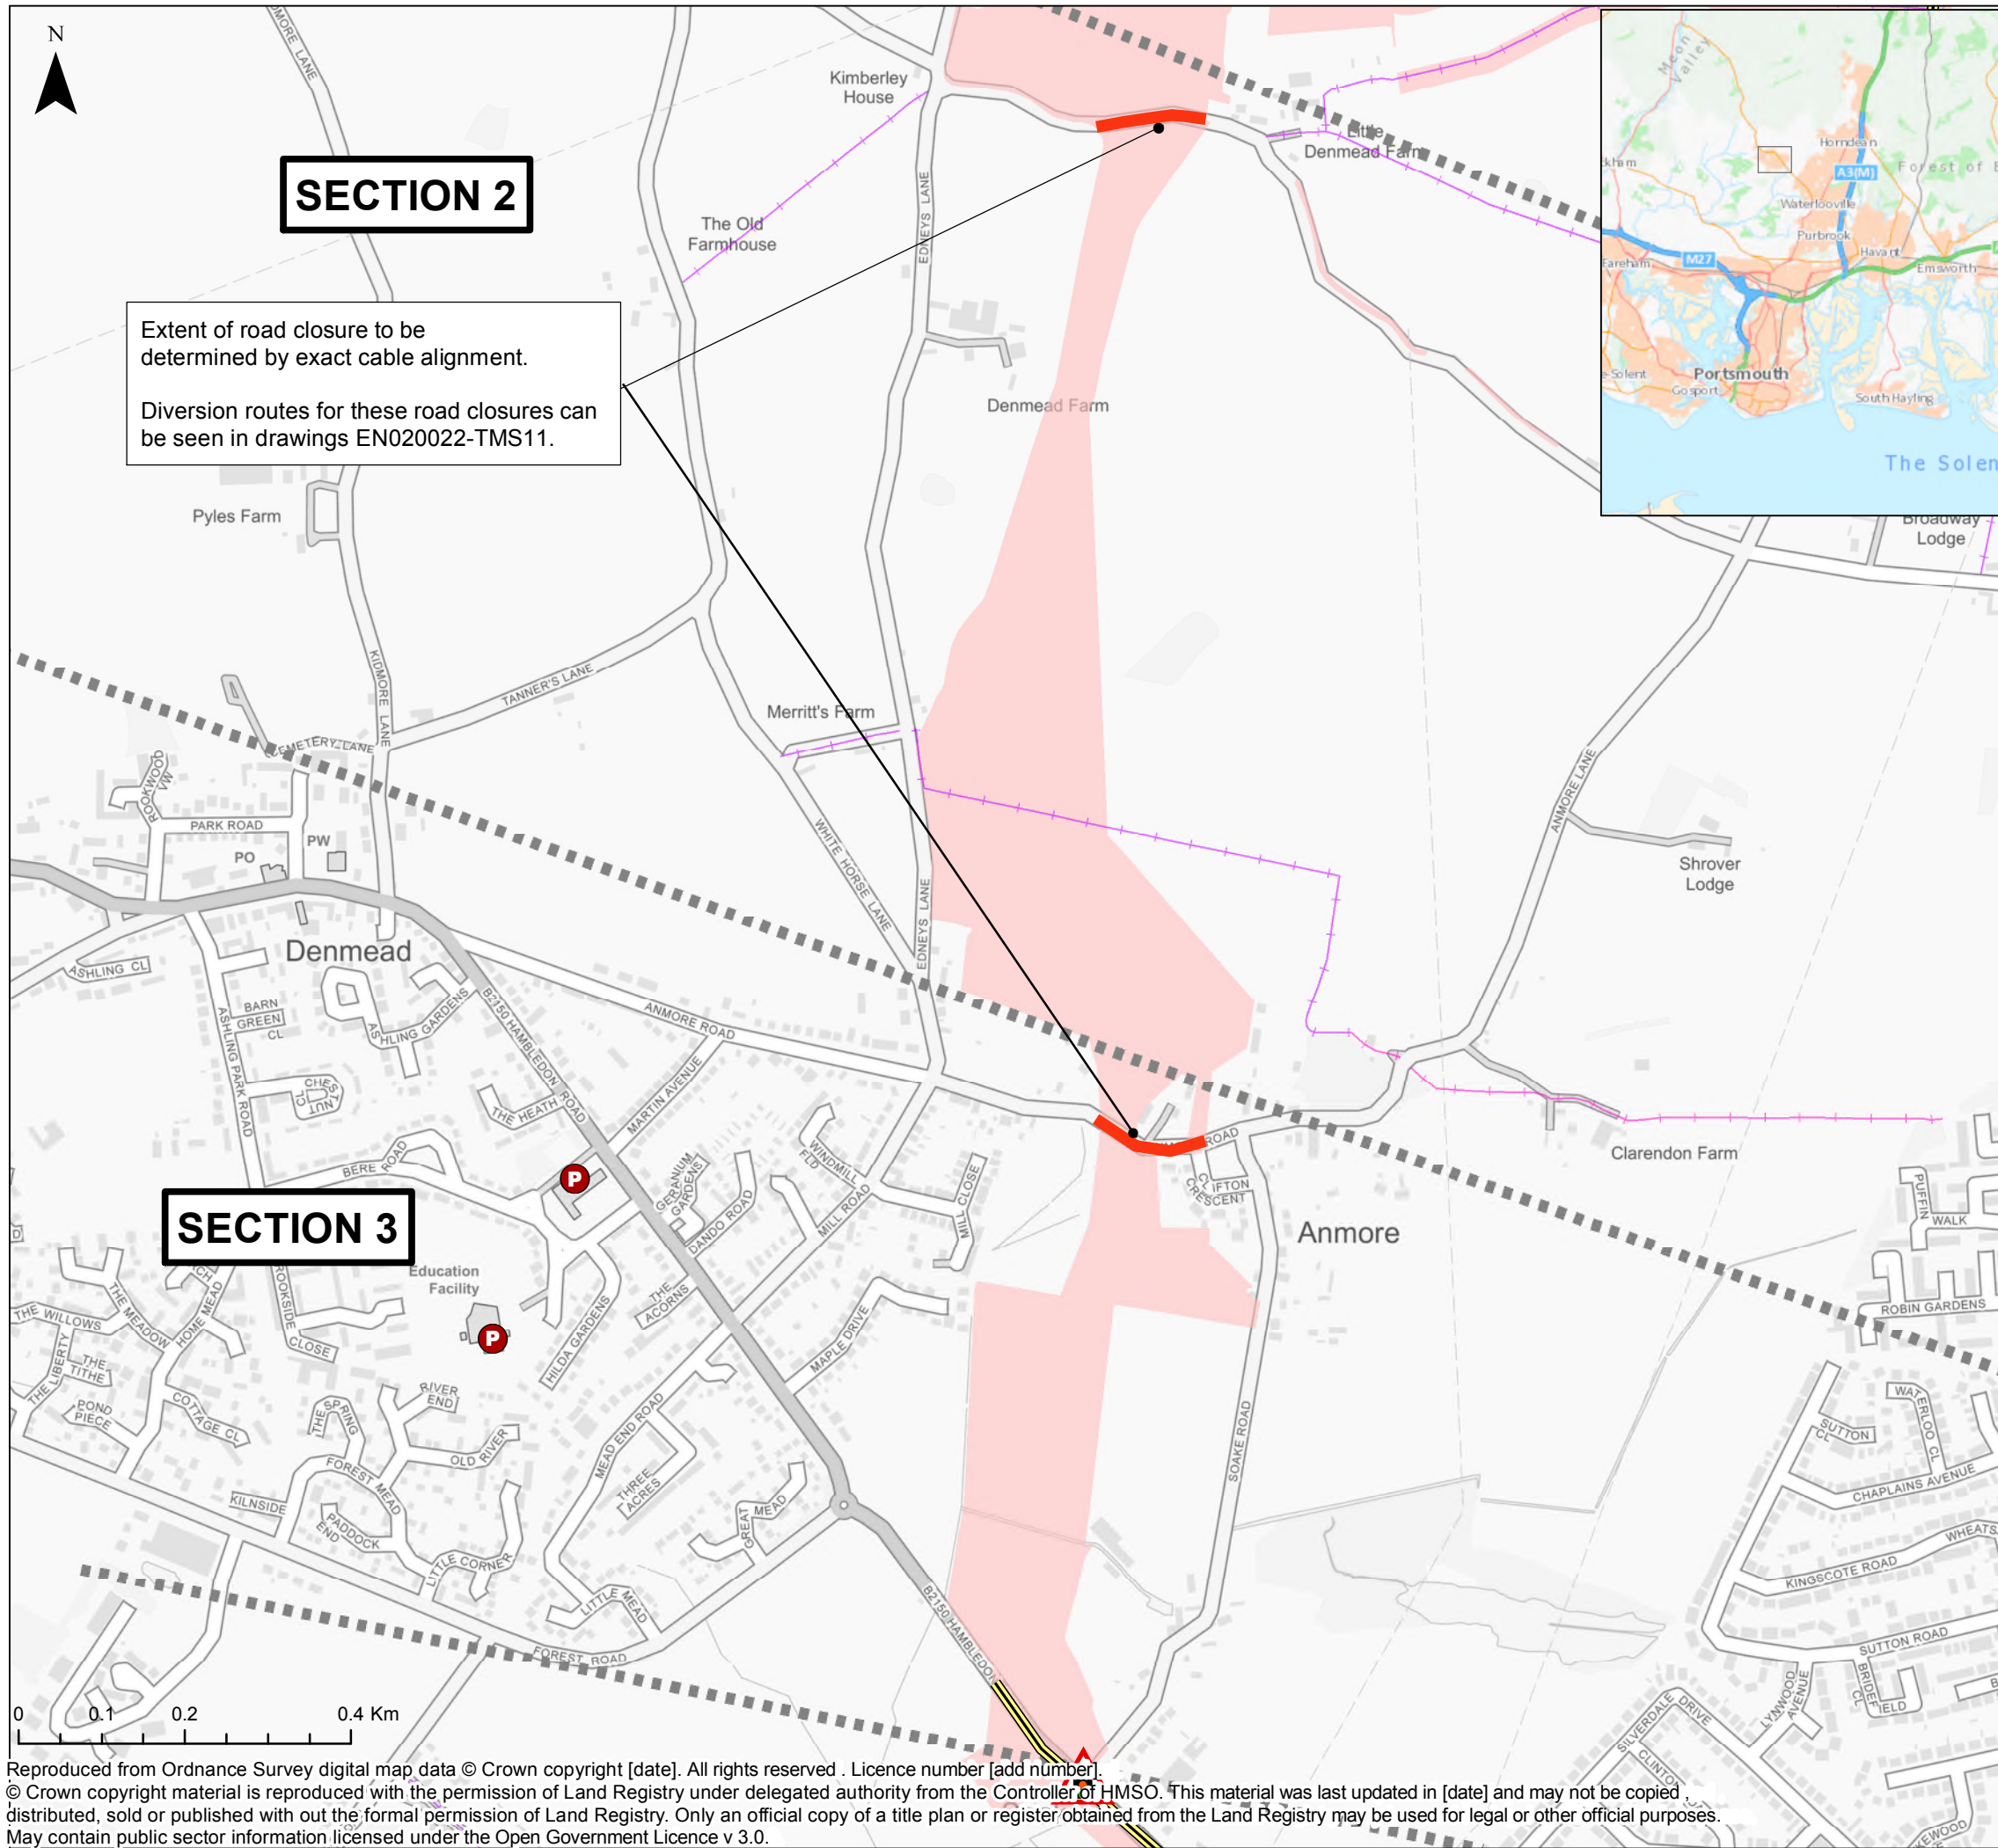 N
SECTION 2
Extent of road closure to be
determined by exact cable alignment.
Diversion routes for these road closures can
be seen in drawings EN020022-TMS11.
Kimberley
House
The Old
Farmhouse
EDNEYS LANE
Little
Denmead Farm
Denmead Farm
Pyles Farm
KIDMORE LANE
TANNER'S LANE
CEMETERY LANE
Merritt's Farm
WHITE HORSE LANE
EDNEYS LANE
ROOKWOOD
VW
PARK ROAD
PW
PO
Denmead
ASHLING CL
BARN
GREEN
CL
ASHLING GARDENS
ASHLING PARK ROAD
B2150 HAMBLEDON ROAD
ANMORE ROAD
MARTIN AVENUE
CHESTNUT
CL
THE HEATH
BERE ROAD
P
GERANIUM
GARDENS
DANDO ROAD
WINDMILL
FLD
MILL ROAD
MILL CLOSE
ROAD
CLIFTON
CRESCENT
Anmore
ANMORE LANE
Shrover
Lodge
Clarendon Farm
Broadway
Lodge
SECTION 3
Education
Facility
P
THE
ACORNS
HILDA GARDENS
MAPLE DRIVE
THE WILLOWS
THE MEADOW
HOME MEAD
CLOSE
THE LIBERTY
THE
TITHE
POND
PIECE
COTTAGE CL
THE SPRING
RIVER
END
OLD RIVER
FOREST MEAD
KILNSIDE
PADDOCK
END
LITTLE CORNER
MEAD END ROAD
THREE
ACRES
GREAT MEAD
LITTLE MEAD
FOREST ROAD
B2150 HAMBLEDON
SOAKE ROAD
PUFFIN
WALK
ROBIN GARDENS
WATERLOO CL
SUTTON
CL
CHAPLAINS AVENUE
KINGSCOTE ROAD
SUTTON ROAD
LYNWOOD
AVENUE
SILVERDALE DRIVE
Meon
Valley
Horndean
A3(M)
Waterlooville
Purbrook
Havant
Emsworth
M27
Fareham
Portsmouth
Gosport
South Hayling
0 0.1 0.2 0.4 Km
Reproduced from Ordnance Survey digital map data © Crown copyright [date]. All rights reserved . Licence number [add number].
© Crown copyright material is reproduced with the permission of Land Registry under delegated authority from the Controller of HMSO. This material was last updated in [date] and may not be copied ,
distributed, sold or published with out the formal permission of Land Registry. Only an official copy of a title plan or register obtained from the Land Registry may be used for legal or other official purposes.
May contain public sector information licensed under the Open Government Licence v 3.0.